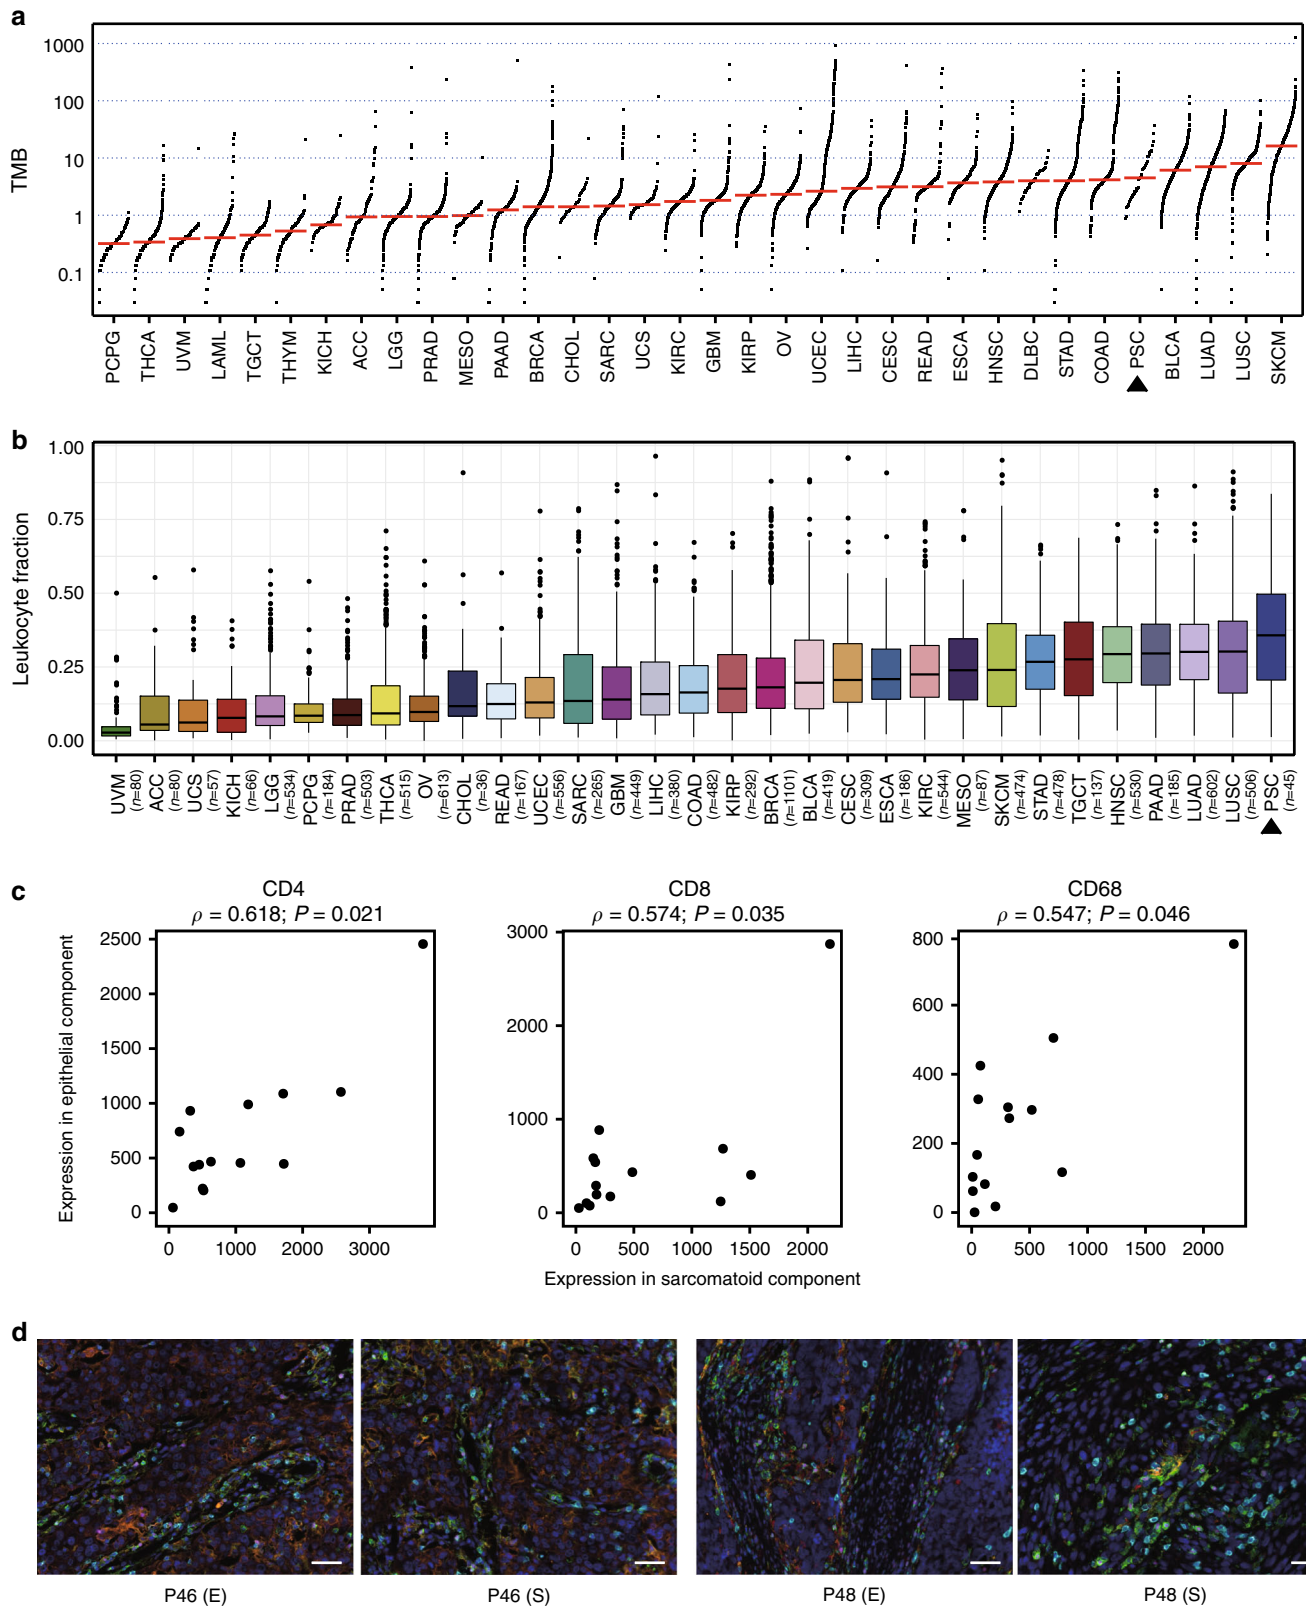 a
1000
100
10
1
0.1
TMB
PCPG THCA UVM LAML TGCT THYM KICH ACC LGG PRAD MESO PAAD BRCA CHOL SARC UCS KIRC GBM KIRP OV UCEC LIHC CESC READ ESCA HNSC DLBC STAD COAD PSC BLCA LUAD LUSC SKCM
b
1.00
0.75
0.50
0.25
0.00
Leukocyte fraction
UVM (n=80)
ACC (n=80)
UCS (n=57)
KICH (n=66)
LGG (n=534)
PCPG (n=184)
PRAD (n=503)
THCA (n=515)
OV (n=613)
CHOL (n=36)
READ (n=167)
UCEC (n=556)
SARC (n=265)
GBM (n=449)
LIHC (n=380)
COAD (n=482)
KIRP (n=292)
BRCA (n=1101)
BLCA (n=419)
CESC (n=309)
ESCA (n=186)
KIRC (n=544)
MESO (n=87)
SKCM (n=474)
STAD (n=478)
TGCT (n=137)
HNSC (n=530)
PAAD (n=185)
LUAD (n=602)
LUSC (n=506)
PSC (n=45)
c
CD4
ρ = 0.618; P = 0.021
2500
2000
1500
1000
500
0
0 1000 2000 3000
Expression in epithelial component
CD8
ρ = 0.574; P = 0.035
3000
2000
1000
0
0 500 1000 1500 2000
CD68
ρ = 0.547; P = 0.046
800
600
400
200
0
0 500 1000 1500 2000
Expression in sarcomatoid component
d
P46 (E)
P46 (S)
P48 (E)
P48 (S)